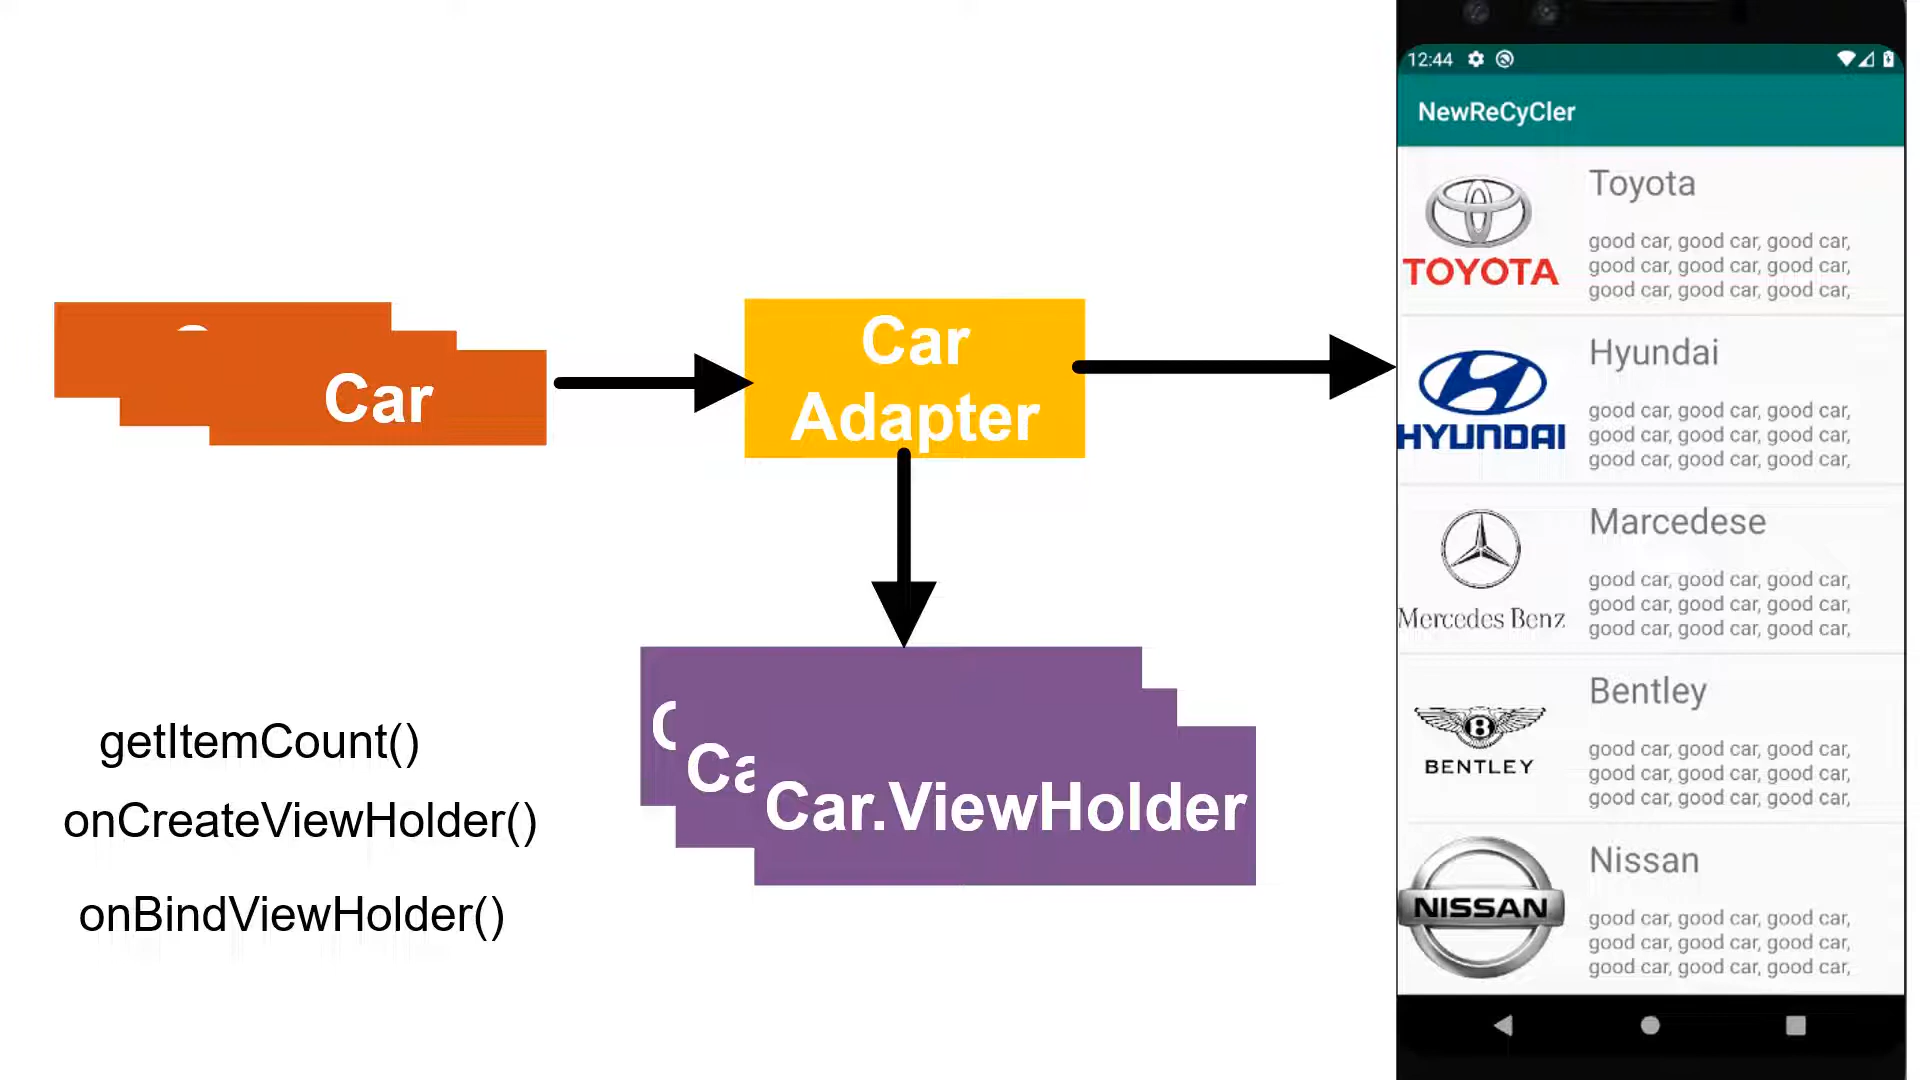 Car
Car
Adapter
Car.ViewHolder
getItemCount()
onCreateViewHolder()
onBindViewHolder()
12:44
NewReCyCler
TOYOTA
Toyota
good car, good car, good car,
good car, good car, good car,
good car, good car, good car,
HYUNDAI
Hyundai
good car, good car, good car,
good car, good car, good car,
good car, good car, good car,
Mercedes Benz
Marcedese
good car, good car, good car,
good car, good car, good car,
good car, good car, good car,
B
BENTLEY
Bentley
good car, good car, good car,
good car, good car, good car,
good car, good car, good car,
NISSAN
Nissan
good car, good car, good car,
good car, good car, good car,
good car, good car, good car,